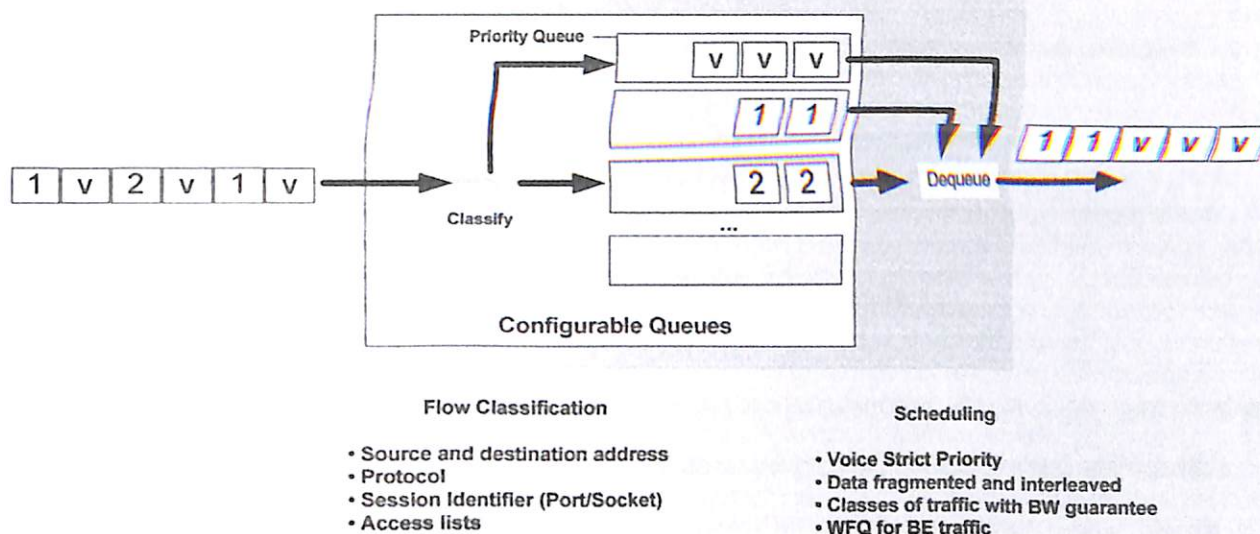 Priority Queue
v v v
1 1
1 v 2 v 1 v
Classify
2 2
...
Dequeue
1 1 v v v
Configurable Queues
Flow Classification
• Source and destination address
• Protocol
• Session Identifier (Port/Socket)
• Access lists
Scheduling
• Voice Strict Priority
• Data fragmented and interleaved
• Classes of traffic with BW guarantee
• WFQ for BE traffic